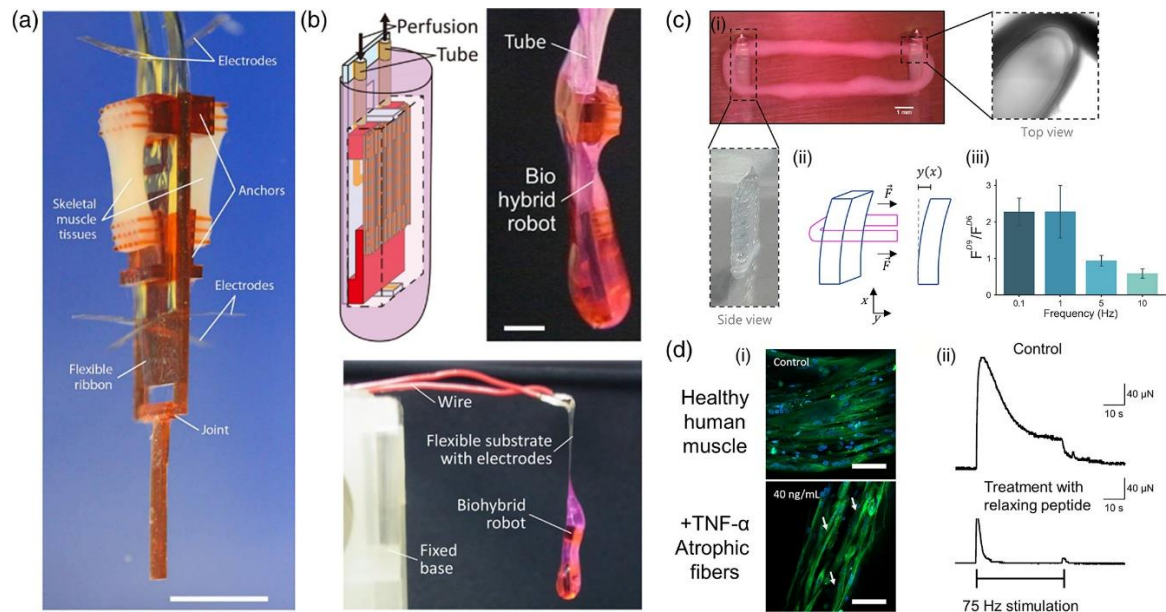 (a)
Electrodes
Skeletal
muscle
tissues
Anchors
Electrodes
Flexible
ribbon
Joint
(b)
Perfusion
Tube
Tube
Bio
hybrid
robot
Wire
Flexible substrate
with electrodes
Biohybrid
robot
Fixed
base
(c)
(i)
1 mm
Top view
Side view
(ii)
F⃗
F⃗
y(x)
x
y
(iii)
F^D9/F^D6
3
2
1
0
0.1
1
5
10
Frequency (Hz)
(d)
(i)
Healthy
human
muscle
Control
+TNF-α
Atrophic
fibers
40 ng/mL
(ii)
Control
40 μN
10 s
Treatment with
relaxing peptide
40 μN
10 s
75 Hz stimulation